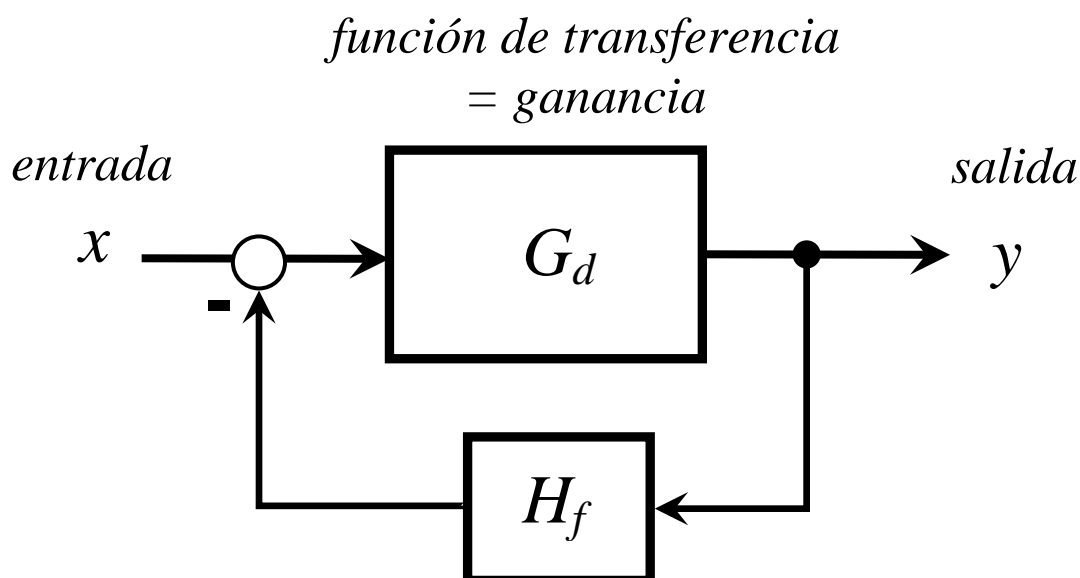 función de transferencia
= ganancia
entrada
salida
x
G_d
y
-
H_f